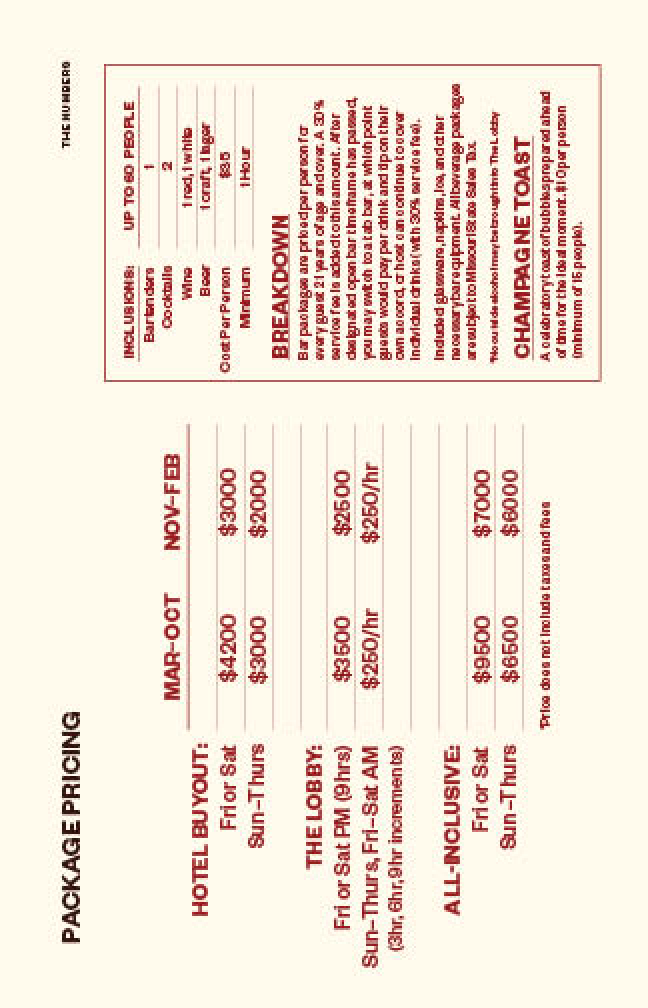 THE NUMBERS
PACKAGE PRICING
MAR–OCT NOV–FEB
HOTEL BUYOUT:
Fri or Sat $4200 $3000
Sun–Thurs $3000 $2000
THE LOBBY:
Fri or Sat PM (9hrs) $3500 $2500
Sun–Thurs, Fri–Sat AM $250/hr $250/hr
(3hr, 6hr, 9hr increments)
ALL-INCLUSIVE:
Fri or Sat $9500 $7000
Sun–Thurs $6500 $6000
*Price does not include taxes and fees
INCLUSIONS: UP TO 60 PEOPLE
Bartenders 1
Cocktails 2
Wine 1 red, 1 white
Beer 1 craft, 1 lager
Cost Per Person $35
Minimum 1 Hour
BREAKDOWN
Bar packages are priced per person for
every guest 21 years of age and over. A 30%
service fee is added to this amount. After
designated open bar timeframe has passed,
you may switch to a tab bar, at which point
guests would pay per drink and tip on their
own accord, or host can continue to cover
individual drinks (with 30% service fee).
Included glassware, napkins, ice, and other
necessary bar equipment. All beverage packages
are subject to Missouri State Sales Tax.
*No outside alcohol may be brought into The Lobby
CHAMPAGNE TOAST
A celebratory toast of bubbles prepared ahead
of time for the ideal moment. $10 per person
(minimum of 15 people).